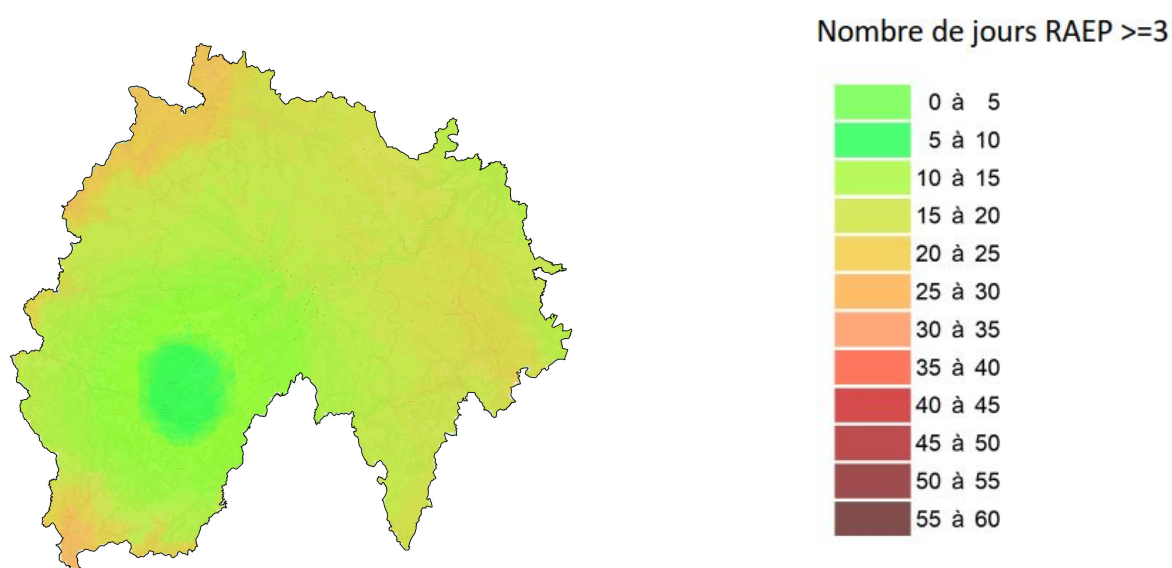 Nombre de jours RAEP >=3
0 à 5
5 à 10
10 à 15
15 à 20
20 à 25
25 à 30
30 à 35
35 à 40
40 à 45
45 à 50
50 à 55
55 à 60